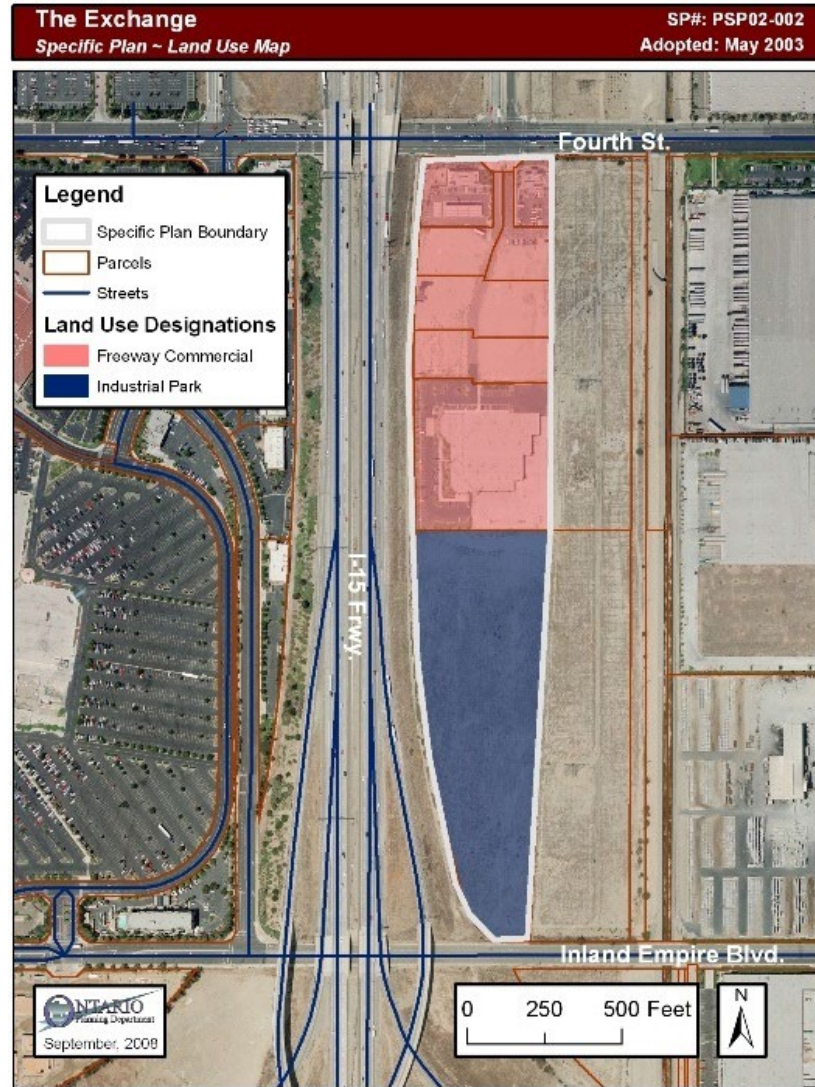 The Exchange
Specific Plan ~ Land Use Map
SP#: PSP02-002
Adopted: May 2003
Fourth St.
Legend
Specific Plan Boundary
Parcels
Streets
Land Use Designations
Freeway Commercial
Industrial Park
I-15 Frwy.
Inland Empire Blvd.
ONTARIO
Planning Department
September, 2008
0 250 500 Feet
N